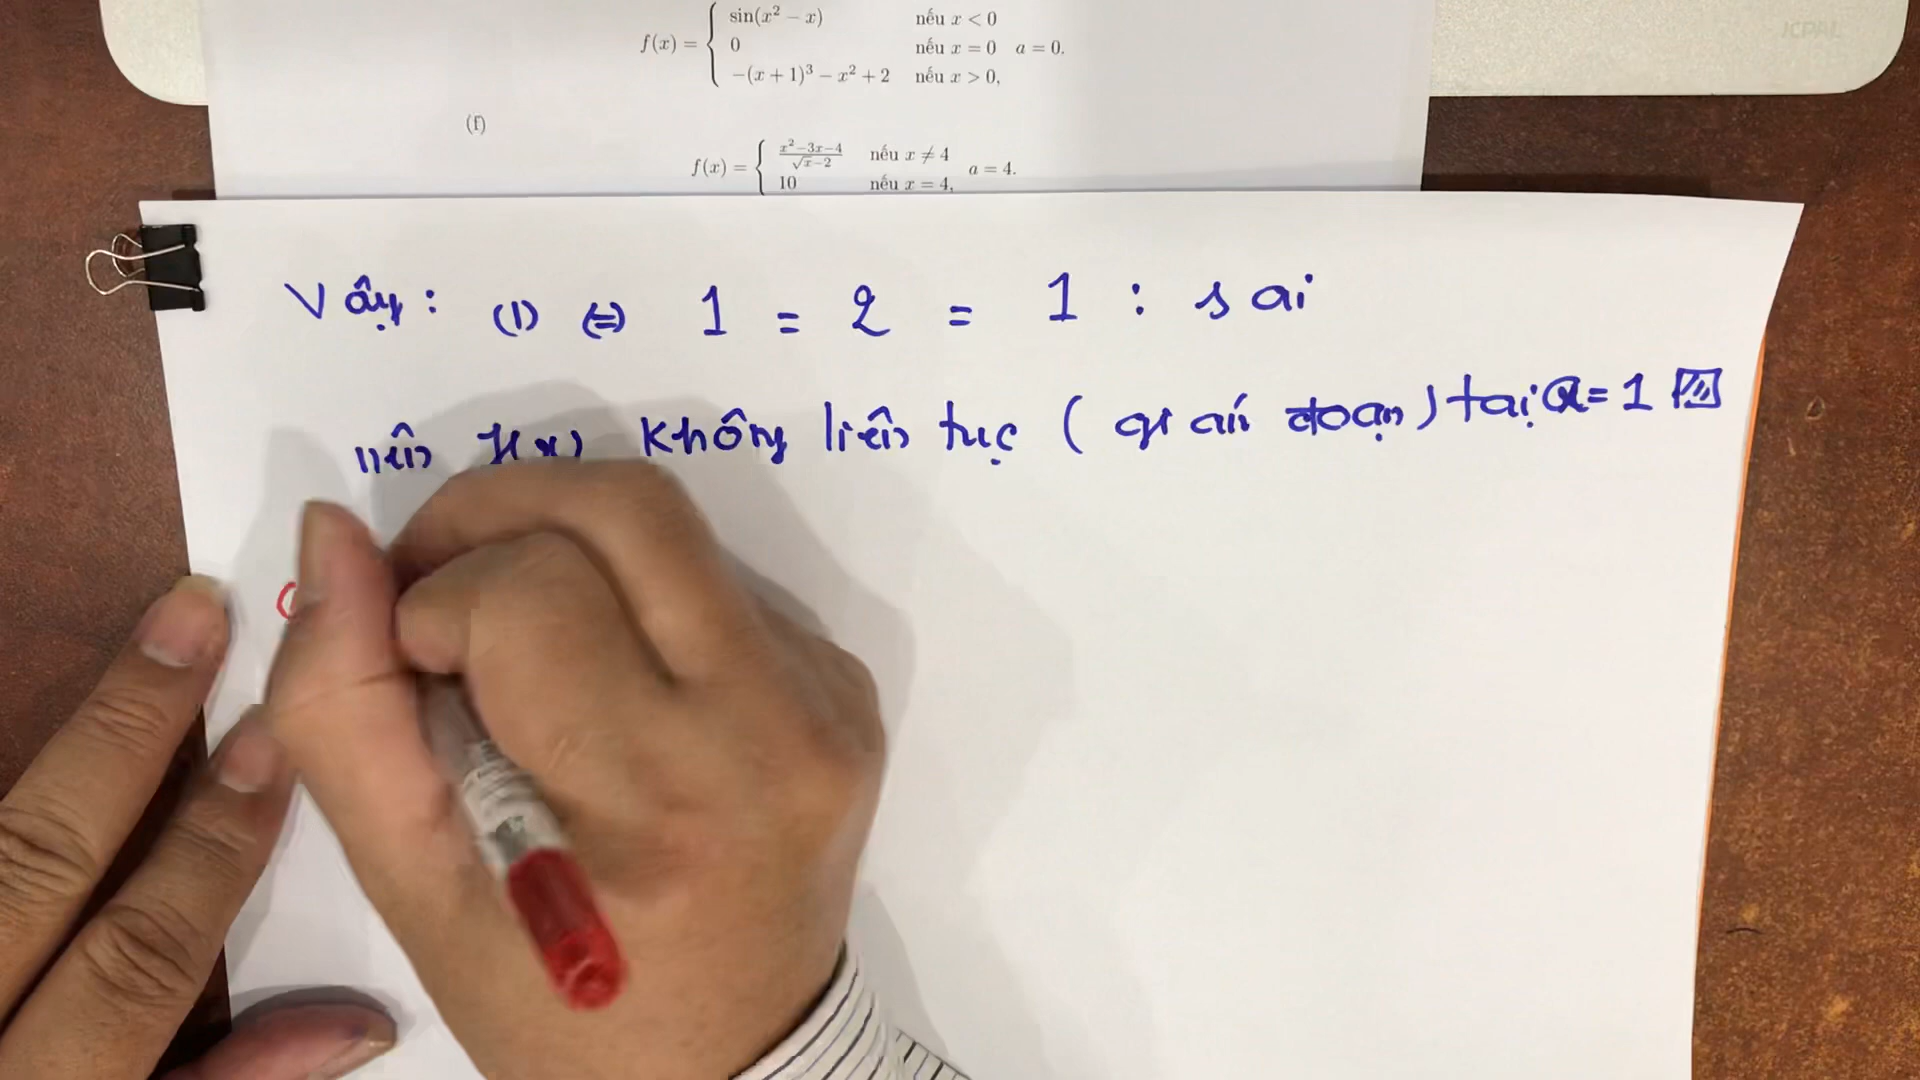 JCPAL
f(x) = { sin(x² − x) nếu x < 0
0 nếu x = 0 a = 0.
−(x + 1)³ − x² + 2 nếu x > 0,
(f)
f(x) = { (x²−3x−4)/(√x−2) nếu x ≠ 4
10 nếu x = 4, a = 4.
Vậy : (1) ⇔ 1 = 2 = 1 : sai
nên f(x) không liên tục ( gián đoạn ) tại a = 1